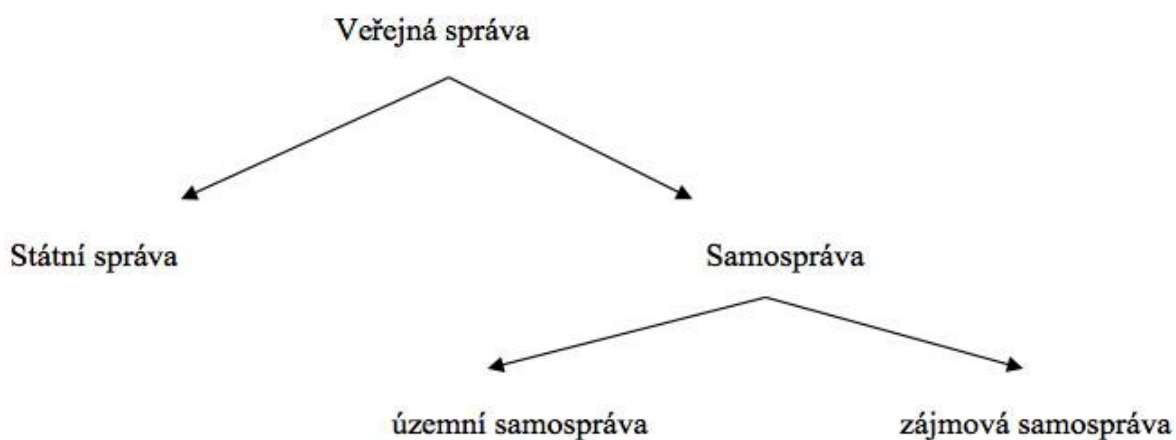 Veřejná správa
Státní správa
Samospráva
územní samospráva
zájmová samospráva